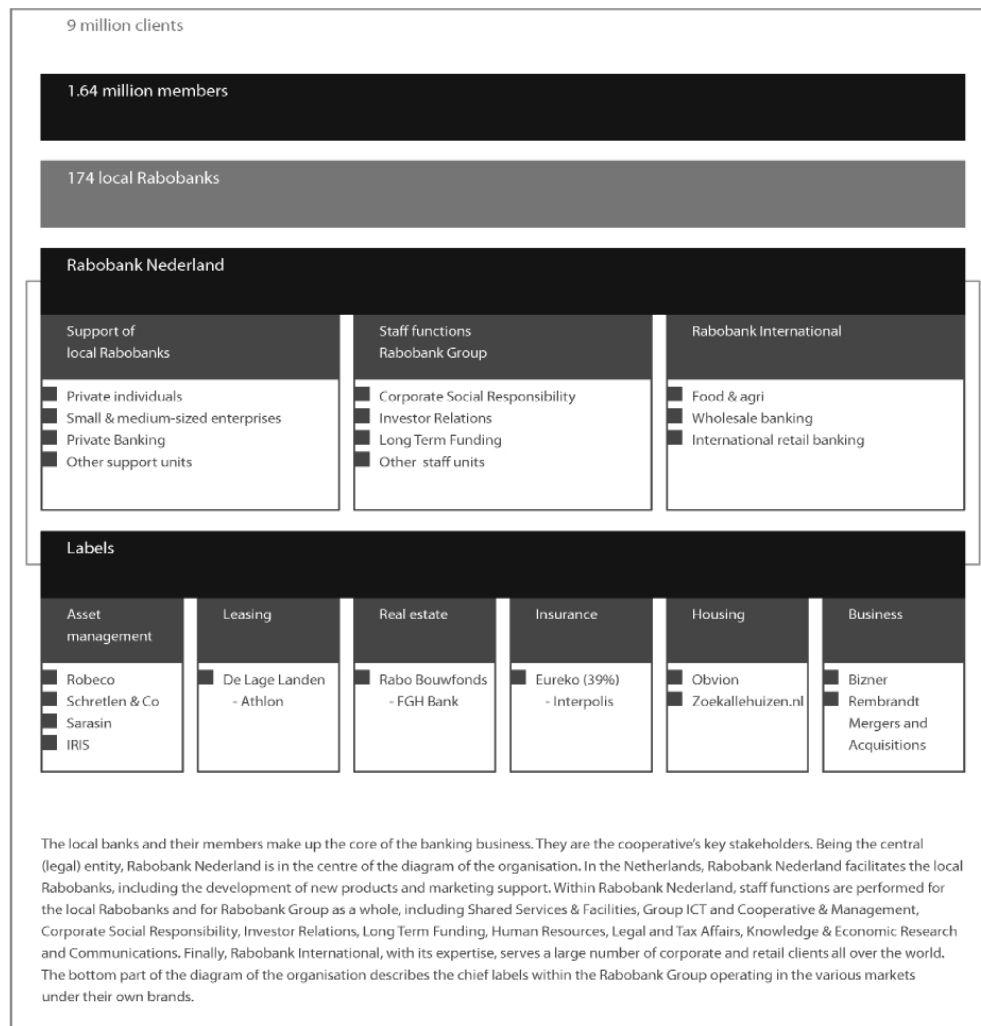 9 million clients
1.64 million members
174 local Rabobanks
Rabobank Nederland
Support of
local Rabobanks
Private individuals
Small & medium-sized enterprises
Private Banking
Other support units
Staff functions
Rabobank Group
Corporate Social Responsibility
Investor Relations
Long Term Funding
Other staff units
Rabobank International
Food & agri
Wholesale banking
International retail banking
Labels
Asset
management
Robeco
Schretlen & Co
Sarasin
IRIS
Leasing
De Lage Landen
- Athlon
Real estate
Rabo Bouwfonds
- FGH Bank
Insurance
Eureko (39%)
- Interpolis
Housing
Obvion
Zoekallehuizen.nl
Business
Bizner
Rembrandt
Mergers and
Acquisitions
The local banks and their members make up the core of the banking business. They are the cooperative's key stakeholders. Being the central
(legal) entity, Rabobank Nederland is in the centre of the diagram of the organisation. In the Netherlands, Rabobank Nederland facilitates the local
Rabobanks, including the development of new products and marketing support. Within Rabobank Nederland, staff functions are performed for
the local Rabobanks and for Rabobank Group as a whole, including Shared Services & Facilities, Group ICT and Cooperative & Management,
Corporate Social Responsibility, Investor Relations, Long Term Funding, Human Resources, Legal and Tax Affairs, Knowledge & Economic Research
and Communications. Finally, Rabobank International, with its expertise, serves a large number of corporate and retail clients all over the world.
The bottom part of the diagram of the organisation describes the chief labels within the Rabobank Group operating in the various markets
under their own brands.